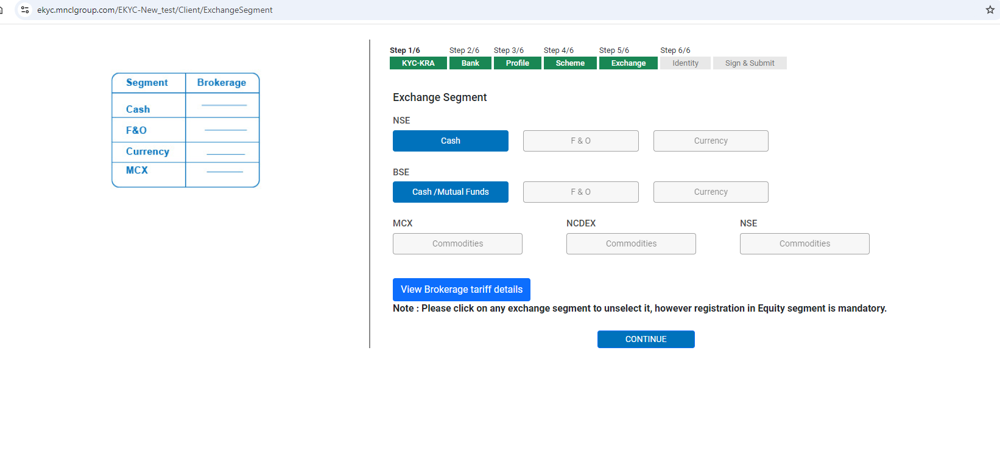 ekyc.mnclgroup.com/EKYC-New_test/Client/ExchangeSegment
Step 1/6 Step 2/6 Step 3/6 Step 4/6 Step 5/6 Step 6/6
KYC-KRA Bank Profile Scheme Exchange Identity Sign & Submit
Segment Brokerage
Cash
F&O
Currency
MCX
Exchange Segment
NSE
Cash F & O Currency
BSE
Cash /Mutual Funds F & O Currency
MCX NCDEX NSE
Commodities Commodities Commodities
View Brokerage tariff details
Note : Please click on any exchange segment to unselect it, however registration in Equity segment is mandatory.
CONTINUE